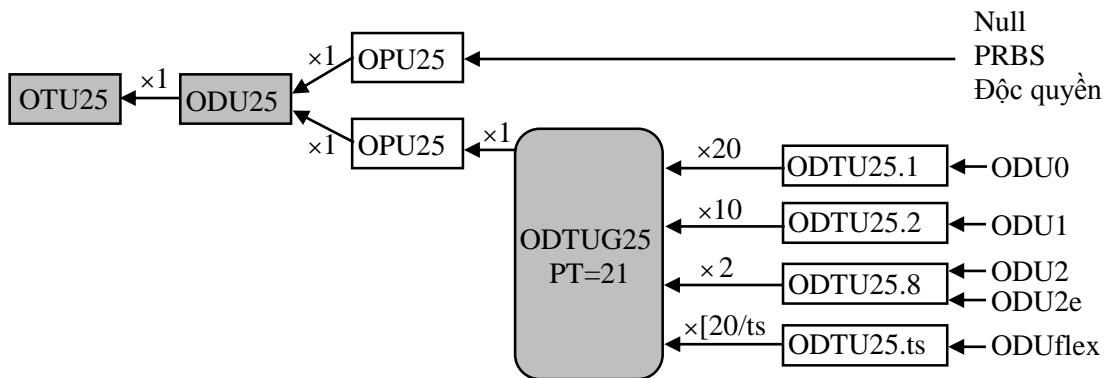 Null
PRBS
Độc quyền
×1
OPU25
×1
OTU25
ODU25
×1
OPU25
×1
ODTUG25
PT=21
×20
ODTU25.1
ODU0
×10
ODTU25.2
ODU1
×2
ODTU25.8
ODU2
ODU2e
×[20/ts
ODTU25.ts
ODUflex